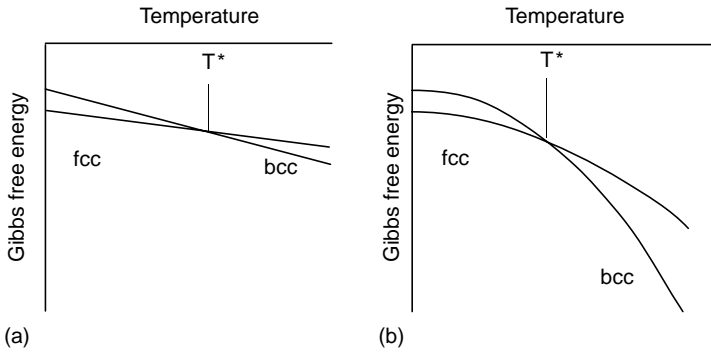 Temperature
T*
Gibbs free energy
fcc
bcc
(a)
Temperature
T*
Gibbs free energy
fcc
bcc
(b)